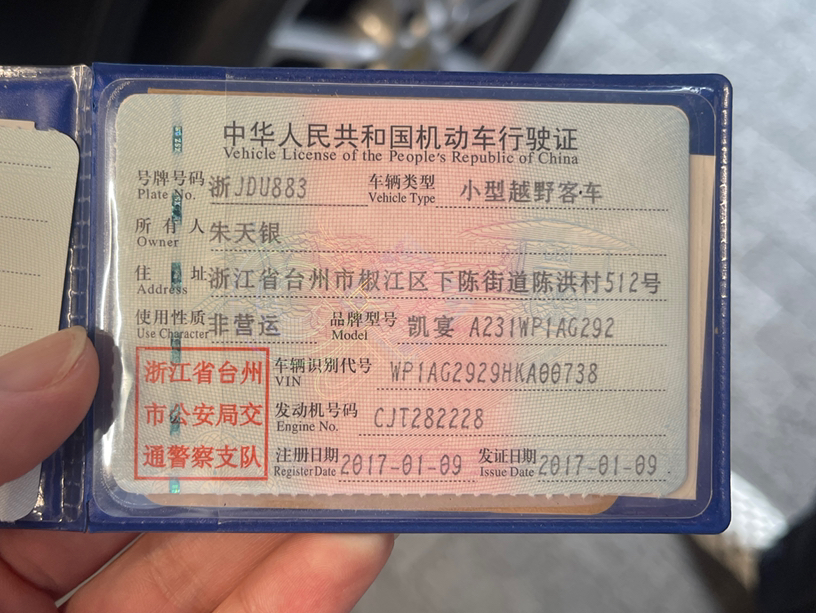 中华人民共和国机动车行驶证
Vehicle License of the People's Republic of China
号牌号码 浙JDU883 车辆类型 小型越野客车
Plate No. Vehicle Type
所有人 朱天银
Owner
住址 浙江省台州市椒江区下陈街道陈洪村512号
Address
使用性质 非营运 品牌型号 凯宴 A231WP1AG292
Use Character Model
浙江省台州
市公安局交
通警察支队
车辆识别代号 WP1AG2929HKA00738
VIN
发动机号码 CJT282228
Engine No.
注册日期 2017-01-09 发证日期 2017-01-09
Register Date Issue Date